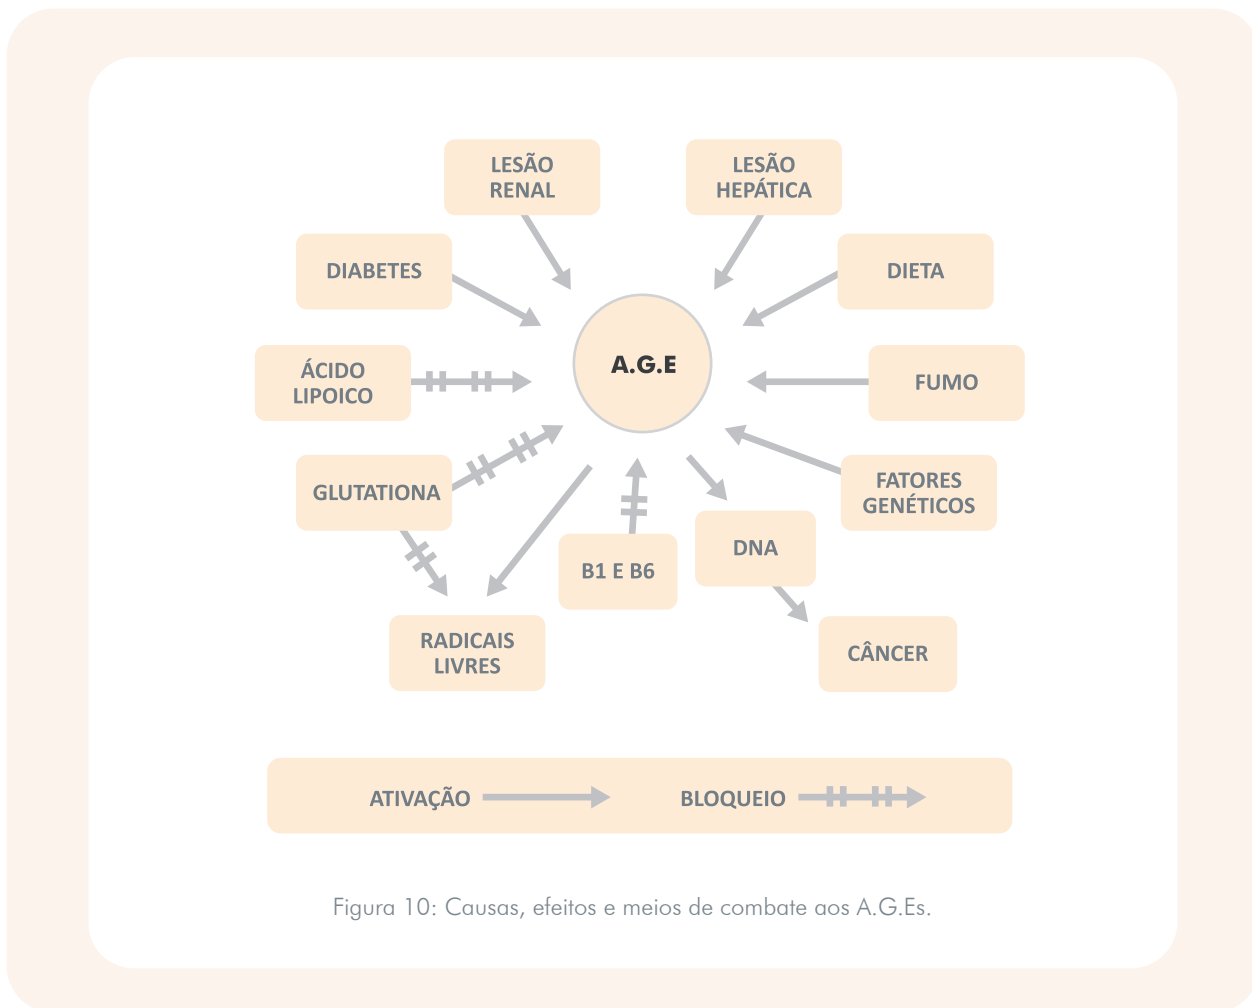 LESÃO
RENAL
LESÃO
HEPÁTICA
DIABETES
DIETA
A.G.E
ÁCIDO
LIPOICO
FUMO
GLUTATIONA
FATORES
GENÉTICOS
B1 E B6
DNA
RADICAIS
LIVRES
CÂNCER
ATIVAÇÃO
BLOQUEIO
Figura 10: Causas, efeitos e meios de combate aos A.G.Es.